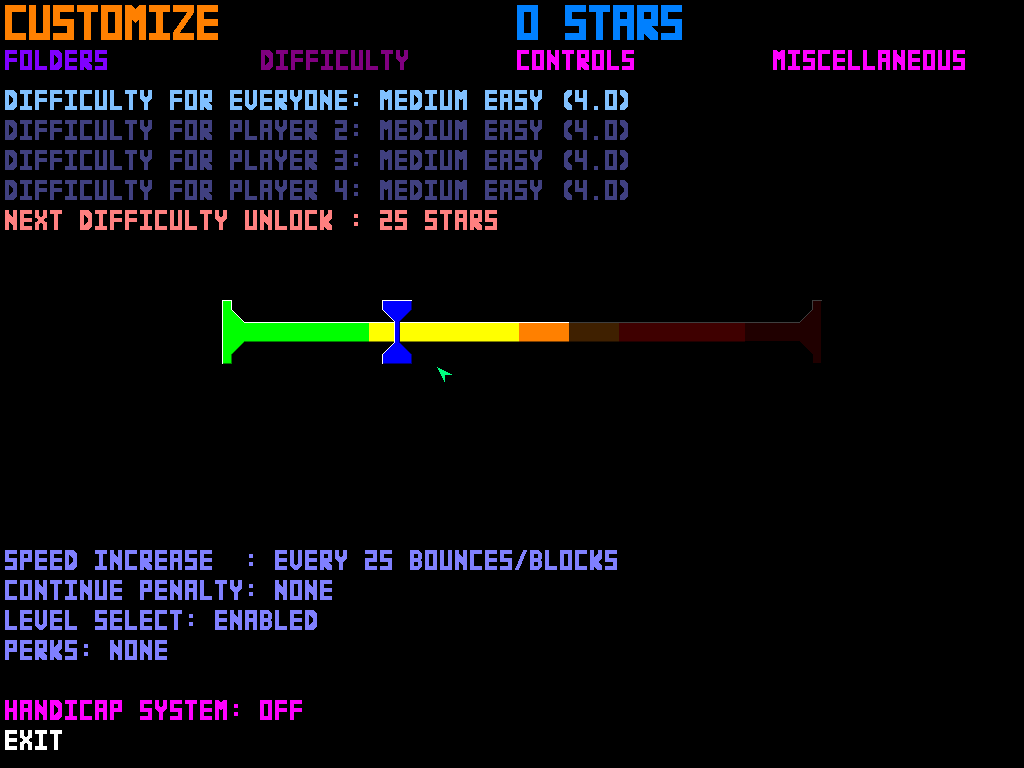 CUSTOMIZE 0 STARS
FOLDERS DIFFICULTY CONTROLS MISCELLANEOUS
DIFFICULTY FOR EVERYONE: MEDIUM EASY (4.0)
DIFFICULTY FOR PLAYER 2: MEDIUM EASY (4.0)
DIFFICULTY FOR PLAYER 3: MEDIUM EASY (4.0)
DIFFICULTY FOR PLAYER 4: MEDIUM EASY (4.0)
NEXT DIFFICULTY UNLOCK : 25 STARS
SPEED INCREASE  : EVERY 25 BOUNCES/BLOCKS
CONTINUE PENALTY: NONE
LEVEL SELECT: ENABLED
PERKS: NONE
HANDICAP SYSTEM: OFF
EXIT